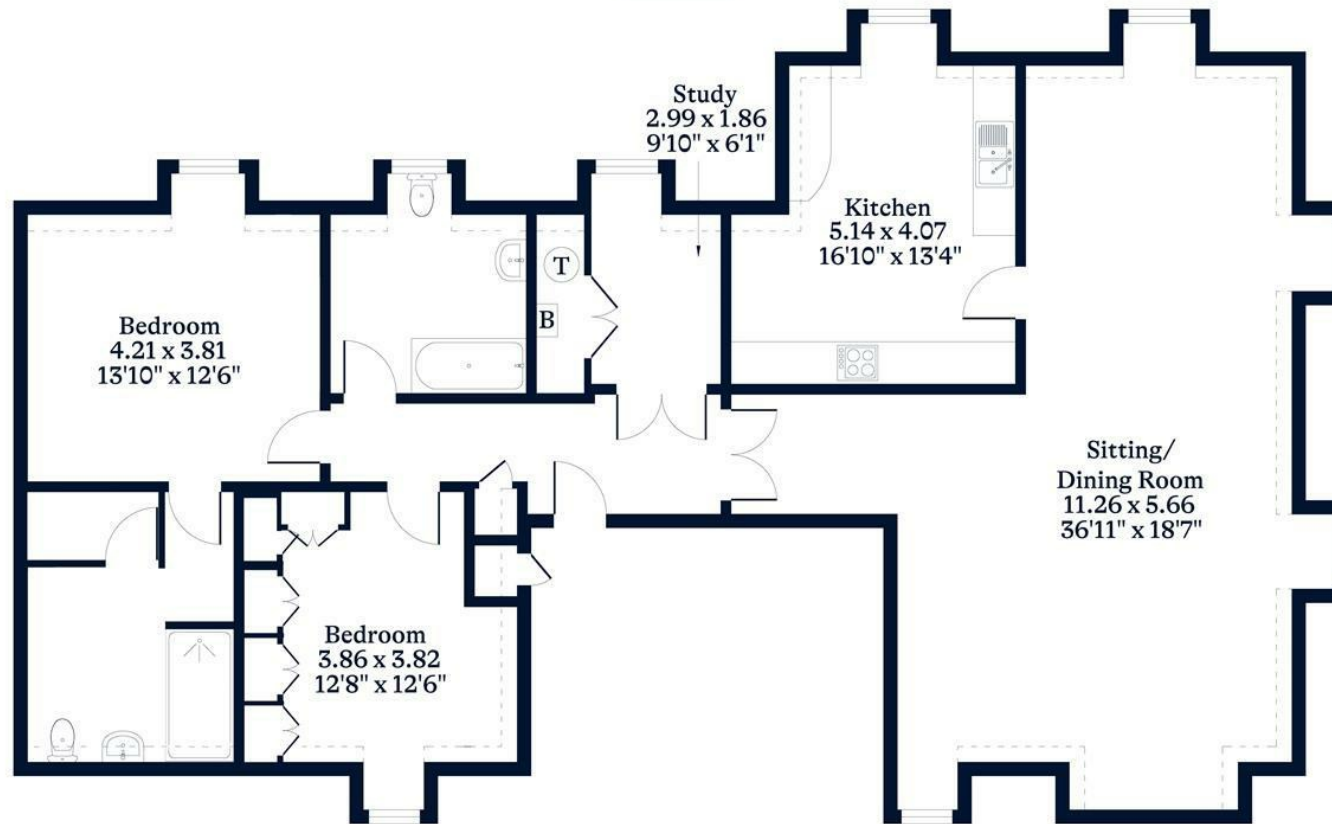 Study
2.99 x 1.86
9'10" x 6'1"
Kitchen
5.14 x 4.07
16'10" x 13'4"
T
B
Bedroom
4.21 x 3.81
13'10" x 12'6"
Sitting/
Dining Room
11.26 x 5.66
36'11" x 18'7"
Bedroom
3.86 x 3.82
12'8" x 12'6"